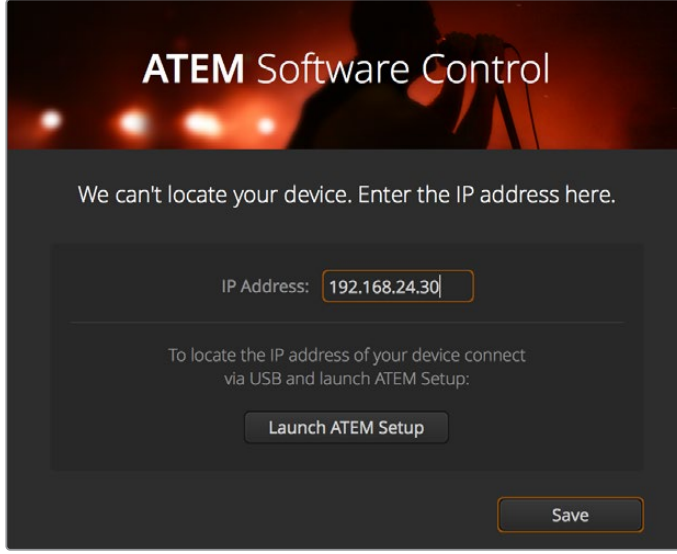 ATEM Software Control
We can't locate your device. Enter the IP address here.
IP Address: 192.168.24.30
To locate the IP address of your device connect
via USB and launch ATEM Setup:
Launch ATEM Setup
Save